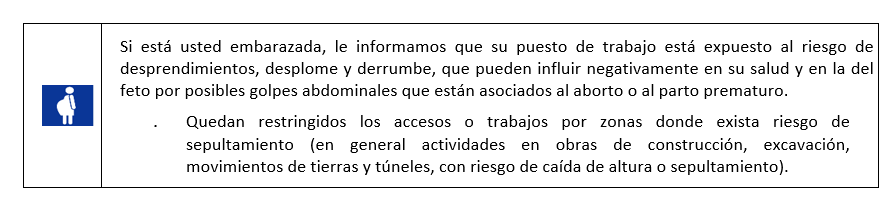 Si está usted embarazada, le informamos que su puesto de trabajo está expuesto al riesgo de
desprendimientos, desplome y derrumbe, que pueden influir negativamente en su salud y en la del
feto por posibles golpes abdominales que están asociados al aborto o al parto prematuro.
. Quedan restringidos los accesos o trabajos por zonas donde exista riesgo de
sepultamiento (en general actividades en obras de construcción, excavación,
movimientos de tierras y túneles, con riesgo de caída de altura o sepultamiento).